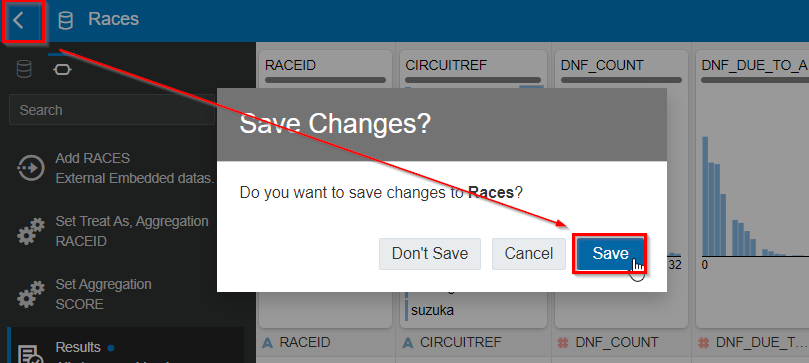 Races
RACEID
CIRCUITREF
DNF_COUNT
DNF_DUE_TO_A
Search
Save Changes?
Add RACES
External Embedded datas.
Do you want to save changes to Races?
Set Treat As, Aggregation
RACEID
Don't Save
Cancel
Save
32
0
Set Aggregation
SCORE
suzuka
Results
A RACEID
A CIRCUITREF
# DNF_COUNT
# DNF_DUE_T...